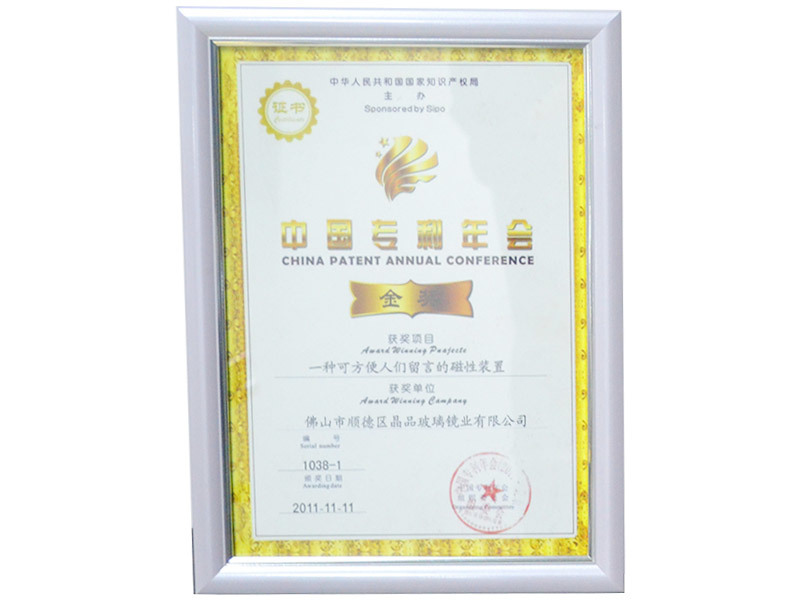 中华人民共和国国家知识产权局
主 办
Sponsored by Sipo
证书
中国专利年会
CHINA PATENT ANNUAL CONFERENCE
金奖
获奖项目
Award Winning Pnajects
一种可方便人们留言的磁性装置
获奖单位
Award Winning Campany
佛山市顺德区晶品玻璃镜业有限公司
编 号
Serial number
1038-1
颁奖日期
Awarding date
2011-11-11